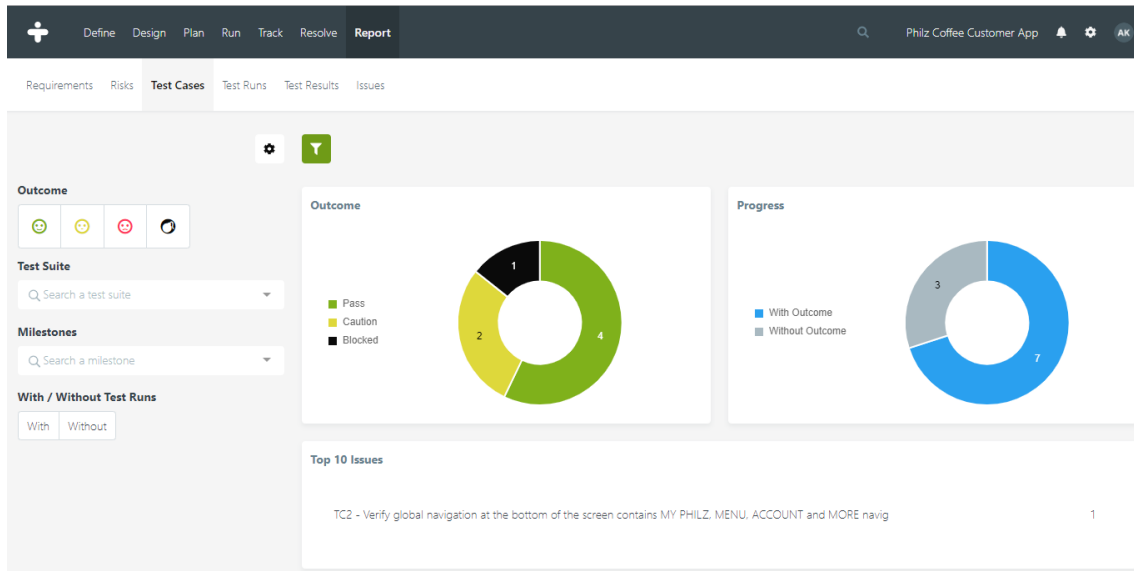 Define Design Plan Run Track Resolve Report Philz Coffee Customer App AK
Requirements Risks Test Cases Test Runs Test Results Issues
Outcome
Test Suite
Search a test suite
Milestones
Search a milestone
With / Without Test Runs
With Without
Outcome
Pass
Caution
Blocked
1
2
4
Progress
With Outcome
Without Outcome
3
7
Top 10 Issues
TC2 - Verify global navigation at the bottom of the screen contains MY PHILZ, MENU, ACCOUNT and MORE navig 1